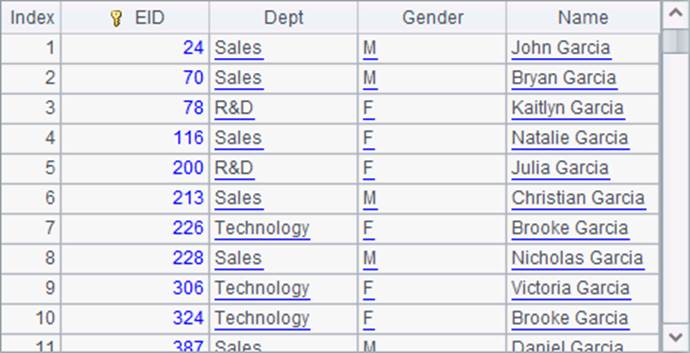 Index EID Dept Gender Name
1 24 Sales M John Garcia
2 70 Sales M Bryan Garcia
3 78 R&D F Kaitlyn Garcia
4 116 Sales F Natalie Garcia
5 200 R&D F Julia Garcia
6 213 Sales M Christian Garcia
7 226 Technology F Brooke Garcia
8 228 Sales M Nicholas Garcia
9 306 Technology F Victoria Garcia
10 324 Technology F Brooke Garcia
11 387 Sales M Daniel Garcia